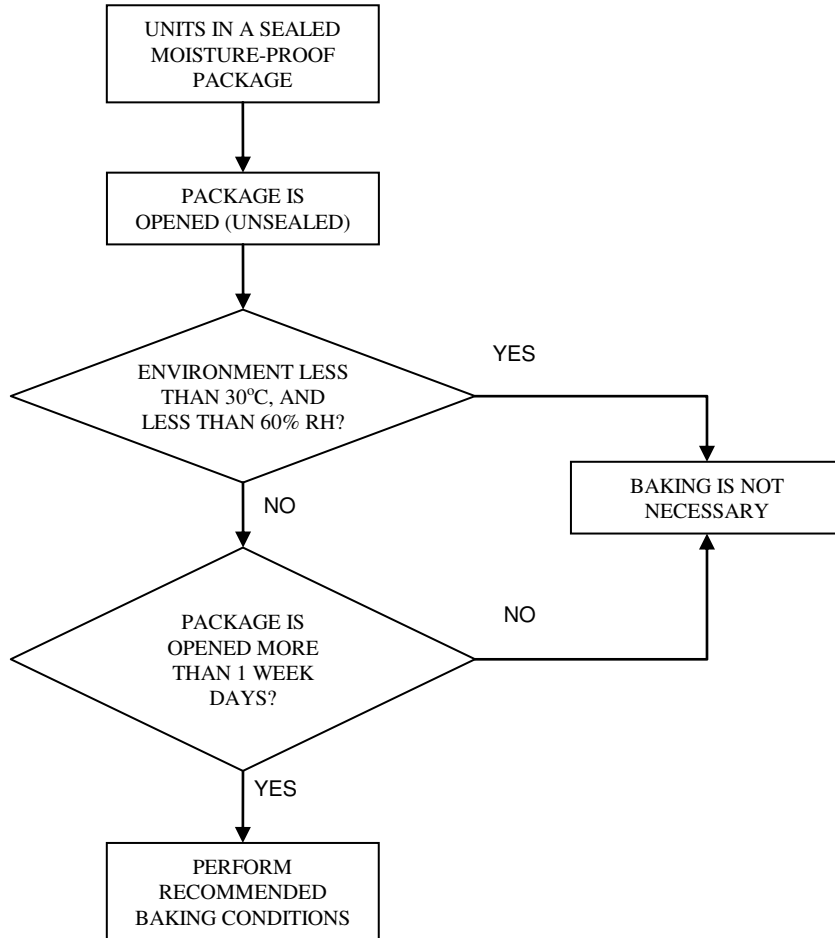 UNITS IN A SEALED
MOISTURE-PROOF
PACKAGE
PACKAGE IS
OPENED (UNSEALED)
ENVIRONMENT LESS
THAN 30°C, AND
LESS THAN 60% RH?
YES
BAKING IS NOT
NECESSARY
NO
PACKAGE IS
OPENED MORE
THAN 1 WEEK
DAYS?
NO
YES
PERFORM
RECOMMENDED
BAKING CONDITIONS